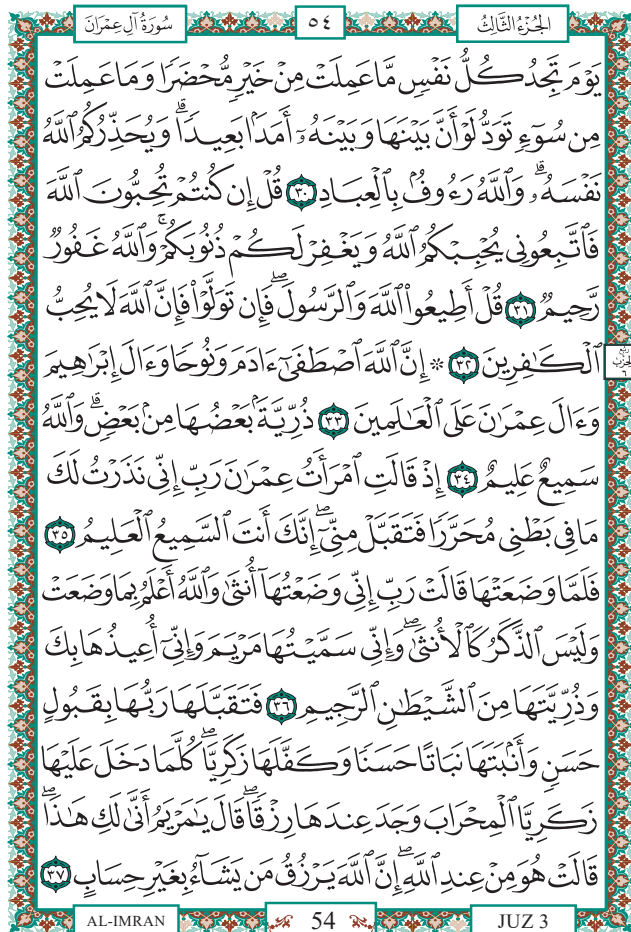 سُورَةُ آلِ عِمْرَانَ ٥٤ الجُزْءُ الثَّالِثُ
يَوْمَ تَجِدُ كُلُّ نَفْسٍ مَّا عَمِلَتْ مِنْ خَيْرٍ مُّحْضَرًا وَمَا عَمِلَتْ
مِن سُوٓءٍ تَوَدُّ لَوْ أَنَّ بَيْنَهَا وَبَيْنَهُۥٓ أَمَدًۢا بَعِيدًاۗ وَيُحَذِّرُكُمُ ٱللَّهُ
نَفْسَهُۥۗ وَٱللَّهُ رَءُوفٌۢ بِٱلْعِبَادِ ٣٠ قُلْ إِن كُنتُمْ تُحِبُّونَ ٱللَّهَ
فَٱتَّبِعُونِى يُحْبِبْكُمُ ٱللَّهُ وَيَغْفِرْ لَكُمْ ذُنُوبَكُمْۚ وَٱللَّهُ غَفُورٌ
رَّحِيمٌ ٣١ قُلْ أَطِيعُوا۟ ٱللَّهَ وَٱلرَّسُولَۖ فَإِن تَوَلَّوْا۟ فَإِنَّ ٱللَّهَ لَا يُحِبُّ
ٱلْكَٰفِرِينَ ٣٢ ۞ إِنَّ ٱللَّهَ ٱصْطَفَىٰٓ ءَادَمَ وَنُوحًا وَءَالَ إِبْرَٰهِيمَ
وَءَالَ عِمْرَٰنَ عَلَى ٱلْعَٰلَمِينَ ٣٣ ذُرِّيَّةًۢ بَعْضُهَا مِنۢ بَعْضٍۗ وَٱللَّهُ
سَمِيعٌ عَلِيمٌ ٣٤ إِذْ قَالَتِ ٱمْرَأَتُ عِمْرَٰنَ رَبِّ إِنِّى نَذَرْتُ لَكَ
مَا فِى بَطْنِى مُحَرَّرًا فَتَقَبَّلْ مِنِّىٓۖ إِنَّكَ أَنتَ ٱلسَّمِيعُ ٱلْعَلِيمُ ٣٥
فَلَمَّا وَضَعَتْهَا قَالَتْ رَبِّ إِنِّى وَضَعْتُهَآ أُنثَىٰ وَٱللَّهُ أَعْلَمُ بِمَا وَضَعَتْ
وَلَيْسَ ٱلذَّكَرُ كَٱلْأُنثَىٰۖ وَإِنِّى سَمَّيْتُهَا مَرْيَمَ وَإِنِّىٓ أُعِيذُهَا بِكَ
وَذُرِّيَّتَهَا مِنَ ٱلشَّيْطَٰنِ ٱلرَّجِيمِ ٣٦ فَتَقَبَّلَهَا رَبُّهَا بِقَبُولٍ
حَسَنٍ وَأَنۢبَتَهَا نَبَاتًا حَسَنًا وَكَفَّلَهَا زَكَرِيَّاۖ كُلَّمَا دَخَلَ عَلَيْهَا
زَكَرِيَّا ٱلْمِحْرَابَ وَجَدَ عِندَهَا رِزْقًاۖ قَالَ يَٰمَرْيَمُ أَنَّىٰ لَكِ هَٰذَاۖ
قَالَتْ هُوَ مِنْ عِندِ ٱللَّهِۖ إِنَّ ٱللَّهَ يَرْزُقُ مَن يَشَآءُ بِغَيْرِ حِسَابٍ ٣٧
AL-IMRAN 54 JUZ 3